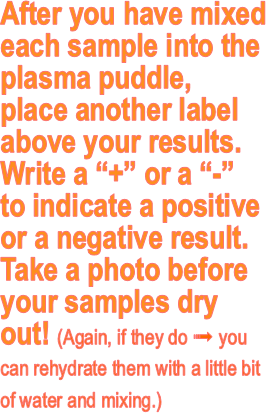 After you have mixed
each sample into the
plasma puddle,
place another label
above your results.
Write a “+” or a “-”
to indicate a positive
or a negative result.
Take a photo before
your samples dry
out! (Again, if they do ➟ you
can rehydrate them with a little bit
of water and mixing.)